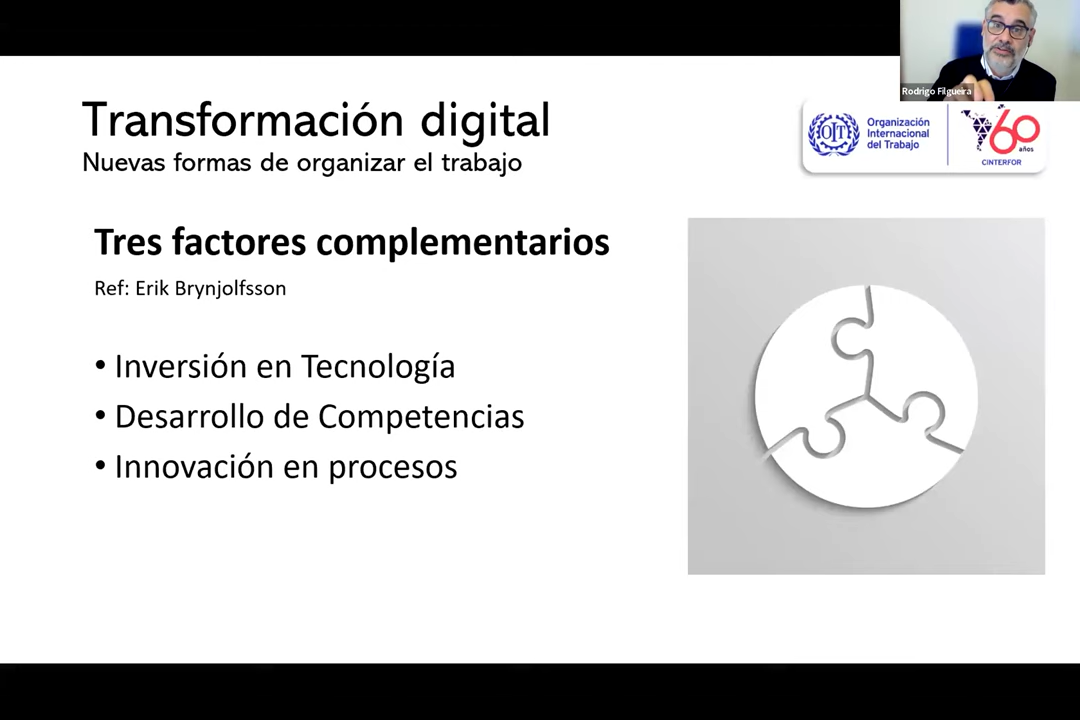 Rodrigo Filgueira
Transformación digital
Nuevas formas de organizar el trabajo
OIT
Organización
Internacional
del Trabajo
60
años
CINTERFOR
Tres factores complementarios
Ref: Erik Brynjolfsson
• Inversión en Tecnología
• Desarrollo de Competencias
• Innovación en procesos